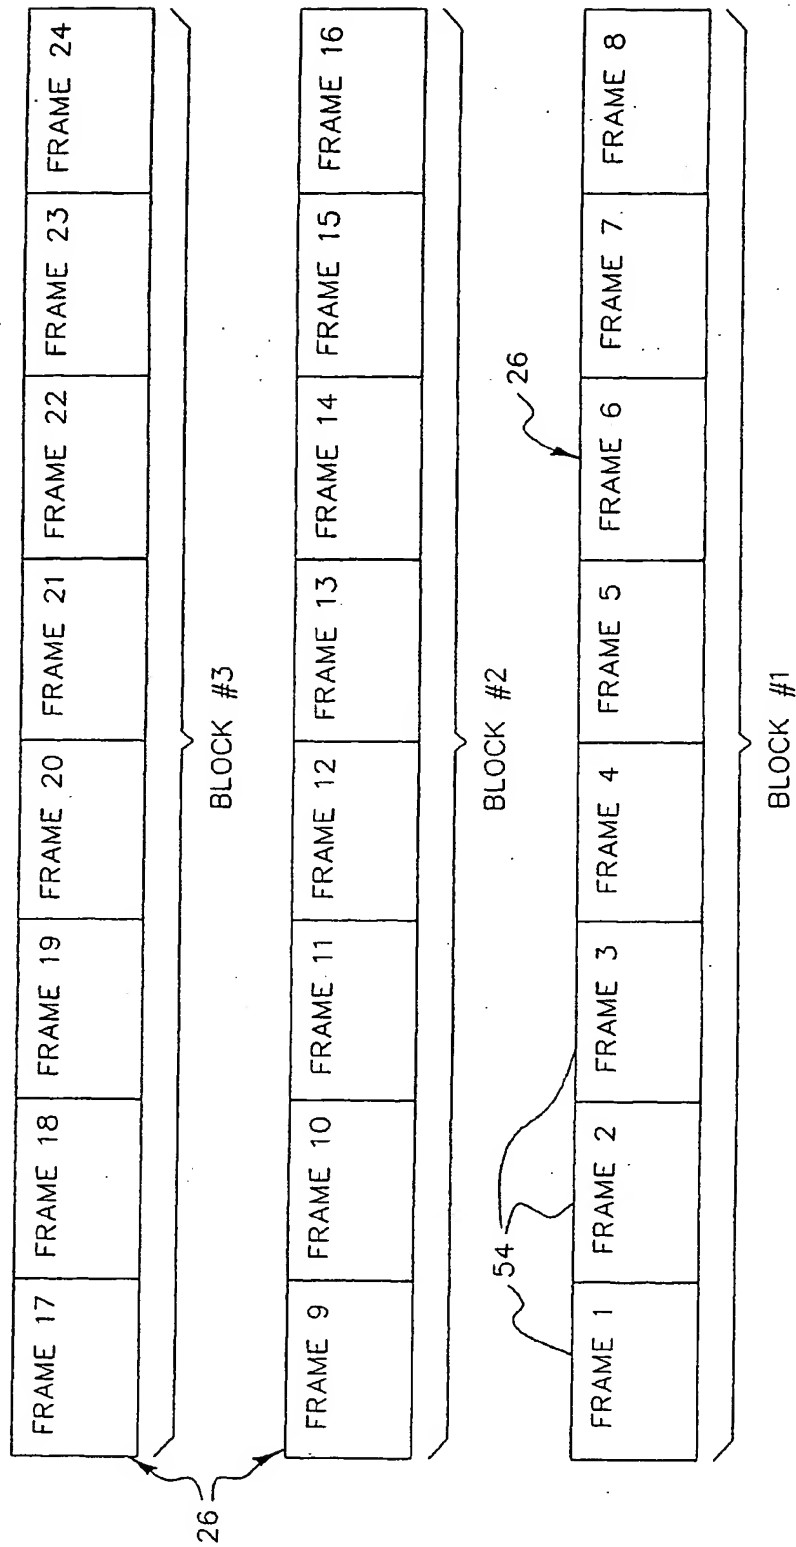 FRAME 17 FRAME 18 FRAME 19 FRAME 20 FRAME 21 FRAME 22 FRAME 23 FRAME 24
BLOCK #3
26
FRAME 9 FRAME 10 FRAME 11 FRAME 12 FRAME 13 FRAME 14 FRAME 15 FRAME 16
BLOCK #2
54
26
FRAME 1 FRAME 2 FRAME 3 FRAME 4 FRAME 5 FRAME 6 FRAME 7 FRAME 8
BLOCK #1